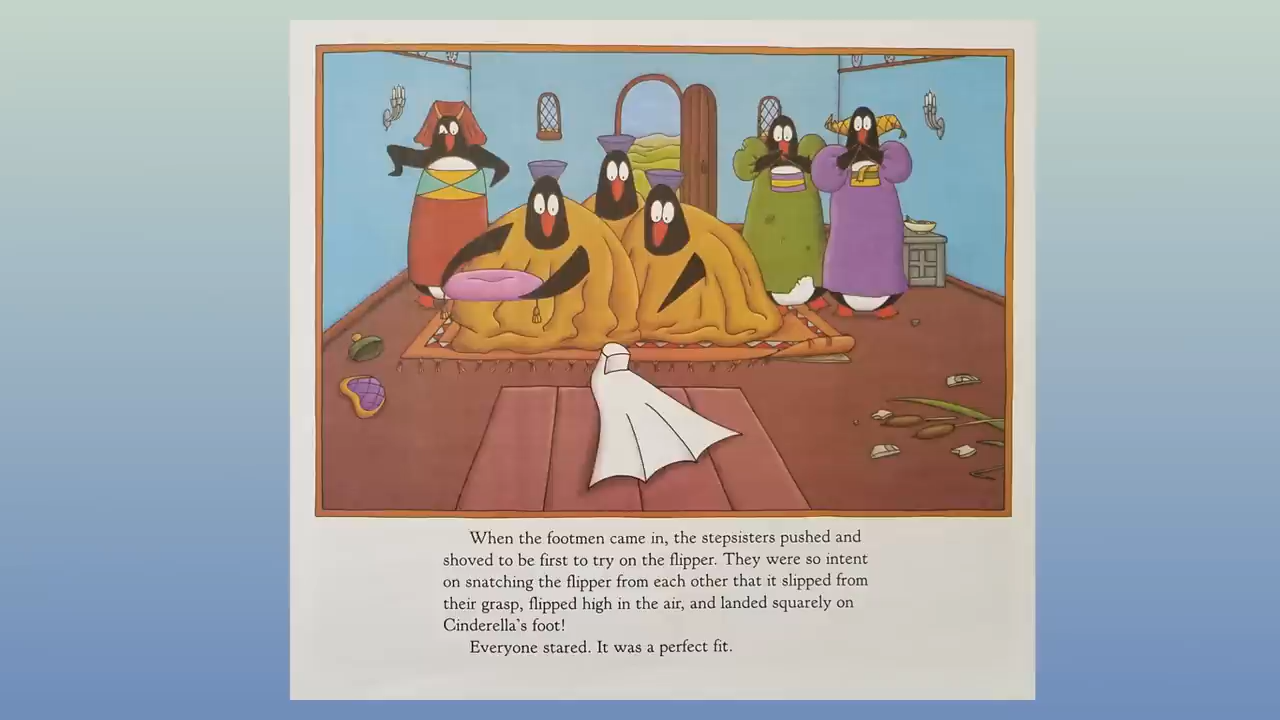 When the footmen came in, the stepsisters pushed and
shoved to be first to try on the flipper. They were so intent
on snatching the flipper from each other that it slipped from
their grasp, flipped high in the air, and landed squarely on
Cinderella's foot!
Everyone stared. It was a perfect fit.